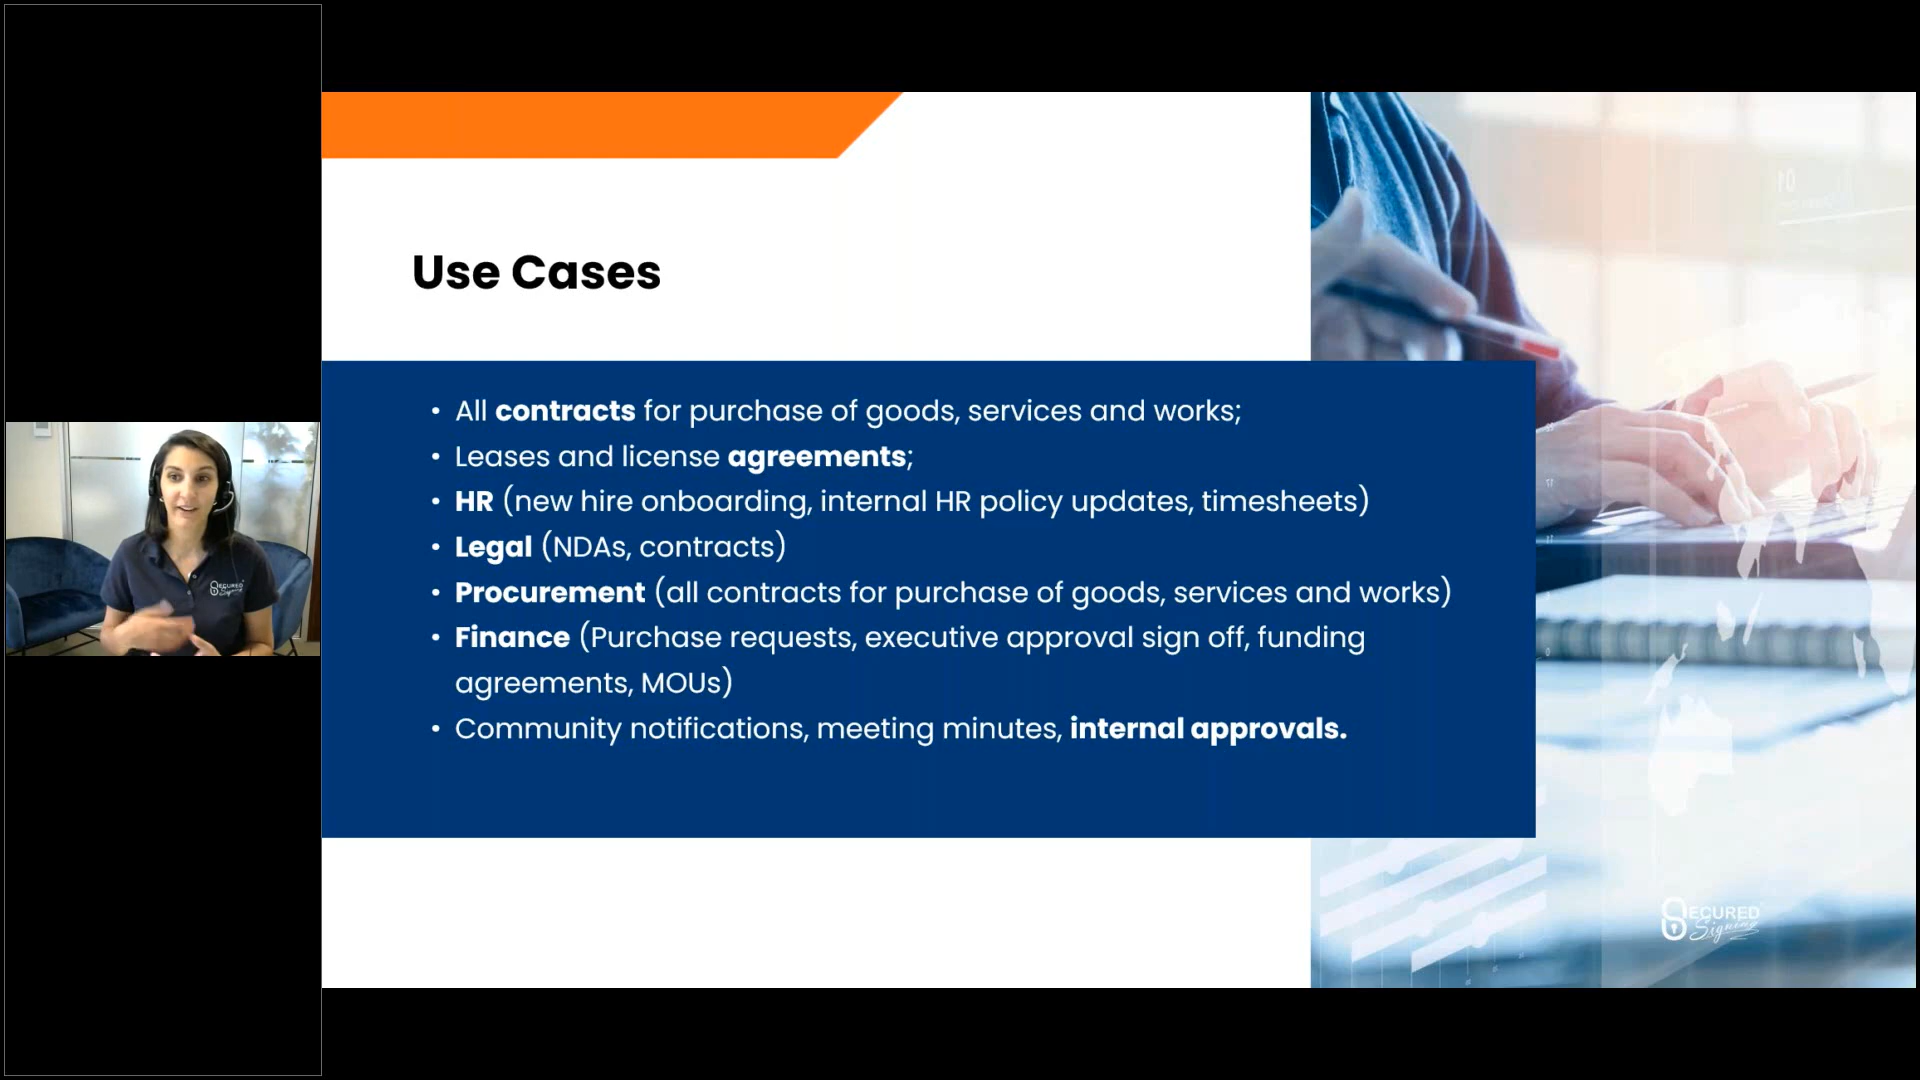 Use Cases
• All contracts for purchase of goods, services and works;
• Leases and license agreements;
• HR (new hire onboarding, internal HR policy updates, timesheets)
• Legal (NDAs, contracts)
• Procurement (all contracts for purchase of goods, services and works)
• Finance (Purchase requests, executive approval sign off, funding
agreements, MOUs)
• Community notifications, meeting minutes, internal approvals.
SECURED
Signing
SECURED
Signing